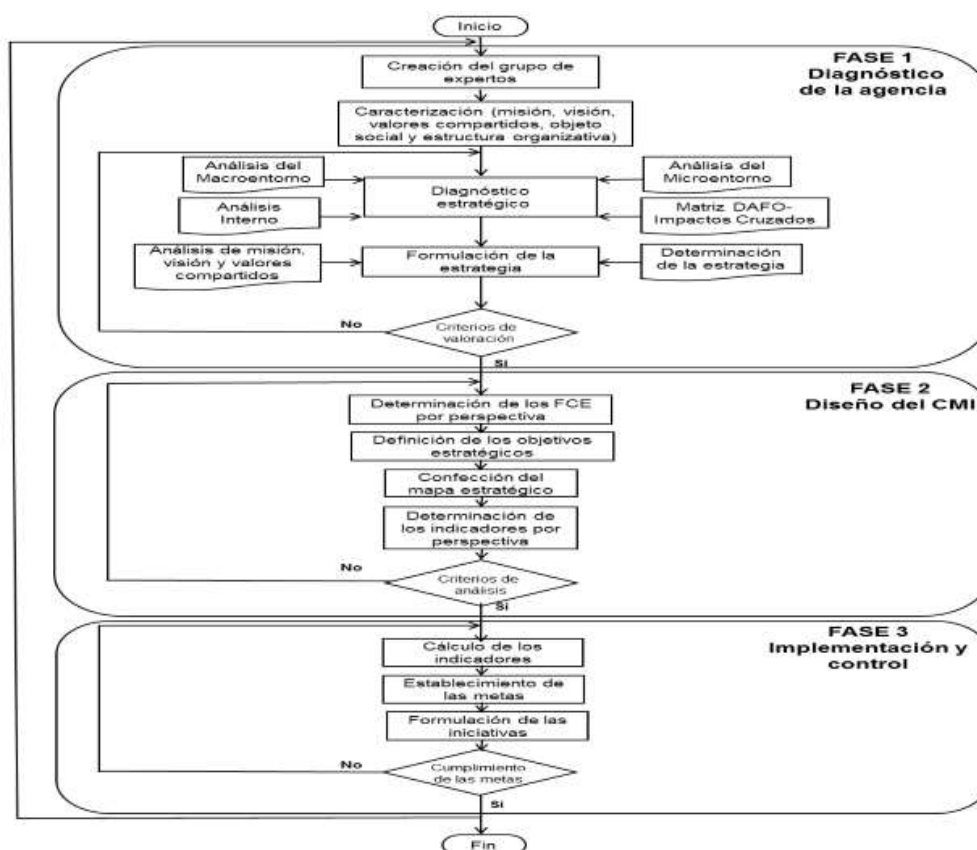 Inicio
FASE 1
Diagnóstico
de la agencia
Creación del grupo de
expertos
Caracterización (misión, visión,
valores compartidos, objeto
social y estructura organizativa)
Análisis del
Macroentorno
Análisis del
Microentorno
Diagnóstico
estratégico
Análisis
Interno
Matriz DAFO-
Impactos Cruzados
Análisis de misión,
visión y valores
compartidos
Formulación de la
estrategia
Determinación
de la estrategia
No
Criterios de
valoración
Si
FASE 2
Diseño del CMI
Determinación de los FCE
por perspectiva
Definición de los objetivos
estratégicos
Confección del
mapa estratégico
Determinación de
los indicadores por
perspectiva
No
Criterios de
análisis
Si
FASE 3
Implementación y
control
Cálculo de los
indicadores
Establecimiento de
las metas
Formulación de las
iniciativas
No
Cumplimiento
de las metas
Si
Fin